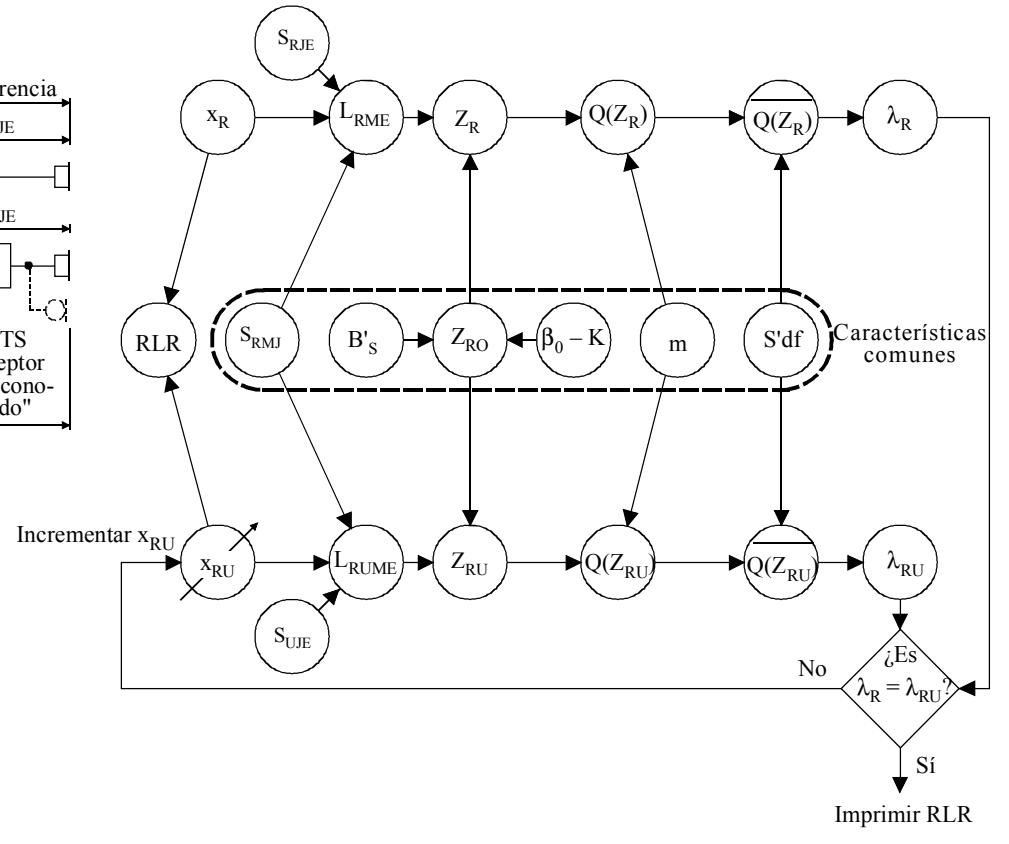 S_RJE
rencia
JE
x_R
L_RME
Z_R
Q(Z_R)
Q(Z_R)
λ_R
JE
TS
eptor
cono-
do"
RLR
S_RMJ
B'_S
Z_RO
β_0 – K
m
S'df
Características
comunes
Incrementar x_RU
x_RU
L_RUME
Z_RU
Q(Z_RU)
Q(Z_RU)
λ_RU
S_UJE
No
¿Es
λ_R = λ_RU?
Sí
Imprimir RLR